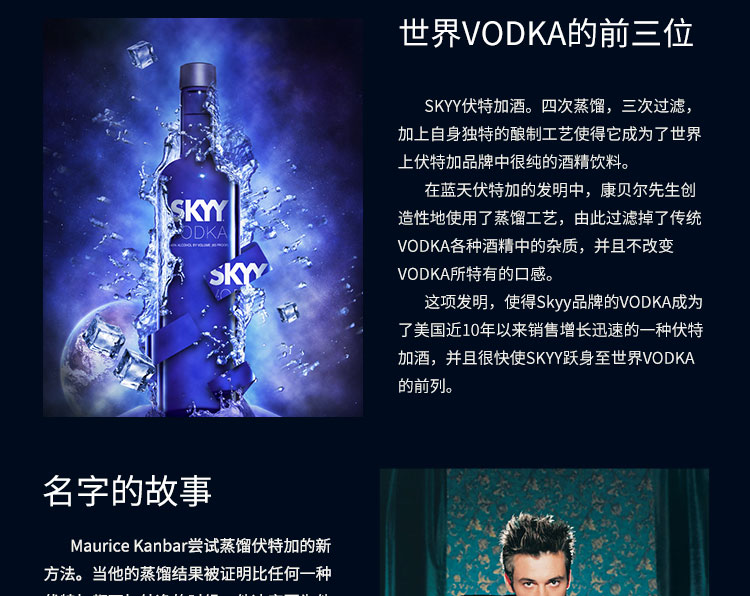 世界VODKA的前三位
SKYY伏特加酒。四次蒸馏，三次过滤，
加上自身独特的酿制工艺使得它成为了世界
上伏特加品牌中很纯的酒精饮料。
在蓝天伏特加的发明中，康贝尔先生创
造性地使用了蒸馏工艺，由此过滤掉了传统
VODKA各种酒精中的杂质，并且不改变
VODKA所特有的口感。
这项发明，使得Skyy品牌的VODKA成为
了美国近10年以来销售增长迅速的一种伏特
加酒，并且很快使SKYY跃身至世界VODKA
的前列。
SKYY
VODKA
SKYY
名字的故事
Maurice Kanbar尝试蒸馏伏特加的新
方法。当他的蒸馏结果被证明比任何一种